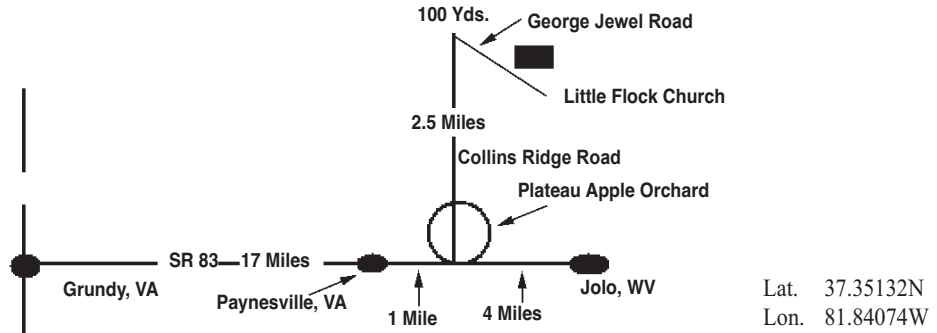 100 Yds.
George Jewel Road
Little Flock Church
2.5 Miles
Collins Ridge Road
Plateau Apple Orchard
SR 83 17 Miles
Grundy, VA
Paynesville, VA
1 Mile
4 Miles
Jolo, WV
Lat. 37.35132N
Lon. 81.84074W